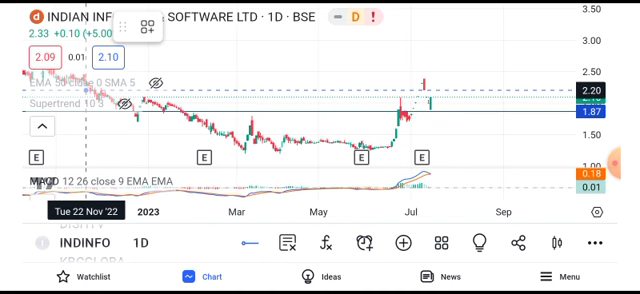 INDIAN INF SOFTWARE LTD · 1D · BSE
D
2.33 +0.10 (+5.00
2.09 0.01 2.10
EMA 50 close 0 SMA 5
Supertrend 10 3
3.50
3.00
2.50
2.20
1.87
1.50
1.00
E E E E
MACD 12 26 close 9 EMA EMA
0.18
0.01
Tue 22 Nov '22 2023 Mar May Jul Sep
INDINFO 1D
Watchlist Chart Ideas News Menu